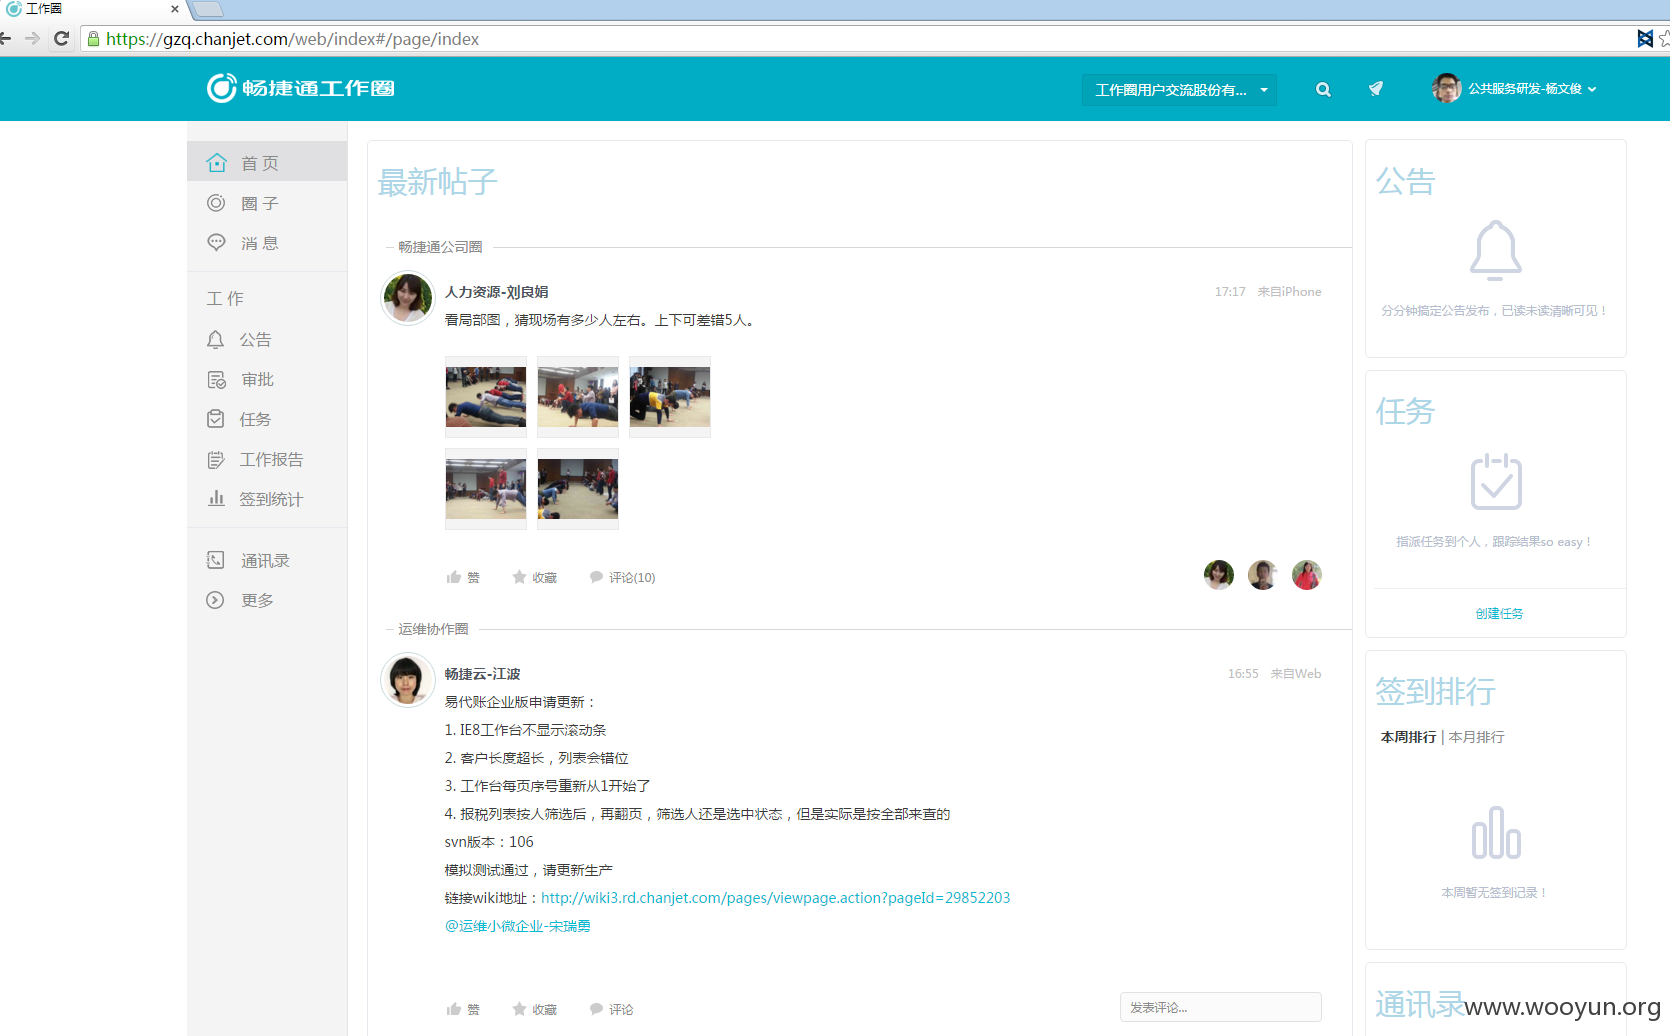 工作圈
https://gzq.chanjet.com/web/index#/page/index
畅捷通工作圈
工作圈用户交流股份有...
公共服务研发-杨文俊
首 页
圈 子
消 息
工 作
公告
审批
任务
工作报告
签到统计
通讯录
更多
最新帖子
畅捷通公司圈
人力资源-刘良娟
17:17 来自iPhone
看局部图，猜现场有多少人左右。上下可差错5人。
赞 收藏 评论(10)
运维协作圈
畅捷云-江波
16:55 来自Web
易代账企业版申请更新：
1. IE8工作台不显示滚动条
2. 客户长度超长，列表会错位
3. 工作台每页序号重新从1开始了
4. 报税列表按人筛选后，再翻页，筛选人还是选中状态，但是实际是按全部来查的
svn版本：106
模拟测试通过，请更新生产
链接wiki地址：http://wiki3.rd.chanjet.com/pages/viewpage.action?pageId=29852203
@运维小微企业-宋瑞勇
赞 收藏 评论
发表评论...
公告
分分钟搞定公告发布，已读未读清晰可见！
任务
指派任务到个人，跟踪结果so easy！
创建任务
签到排行
本周排行 | 本月排行
本周暂无签到记录！
通讯录
www.wooyun.org